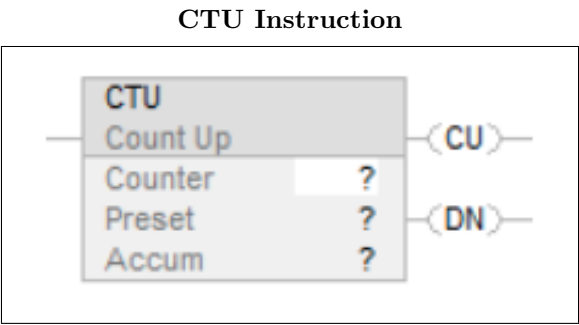 CTU Instruction
CTU
Count Up
CU
Counter ?
Preset ?
DN
Accum ?